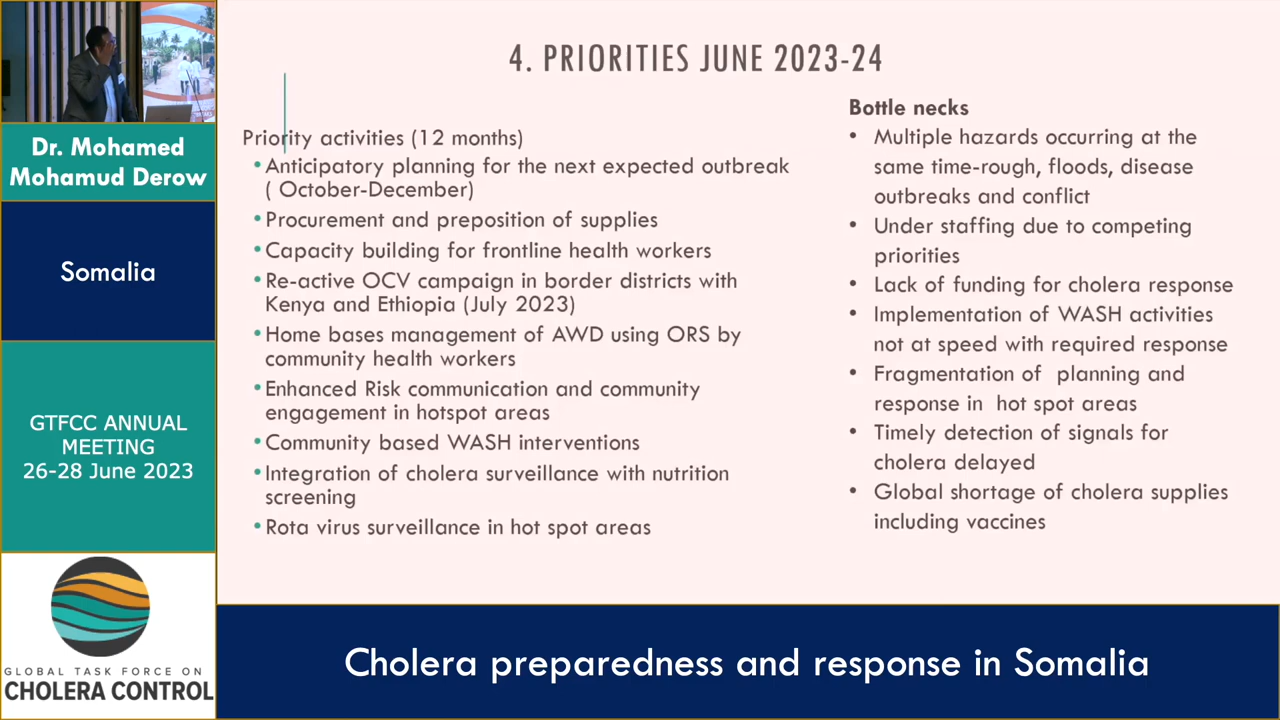 Dr. Mohamed
Mohamud Derow
Somalia
GTFCC ANNUAL
MEETING
26-28 June 2023
GLOBAL TASK FORCE ON
CHOLERA CONTROL
4. PRIORITIES JUNE 2023-24
Priority activities (12 months)
•Anticipatory planning for the next expected outbreak
( October-December)
•Procurement and preposition of supplies
•Capacity building for frontline health workers
•Re-active OCV campaign in border districts with
Kenya and Ethiopia (July 2023)
•Home bases management of AWD using ORS by
community health workers
•Enhanced Risk communication and community
engagement in hotspot areas
•Community based WASH interventions
•Integration of cholera surveillance with nutrition
screening
•Rota virus surveillance in hot spot areas
Bottle necks
• Multiple hazards occurring at the
same time-rough, floods, disease
outbreaks and conflict
• Under staffing due to competing
priorities
• Lack of funding for cholera response
• Implementation of WASH activities
not at speed with required response
• Fragmentation of planning and
response in hot spot areas
• Timely detection of signals for
cholera delayed
• Global shortage of cholera supplies
including vaccines
Cholera preparedness and response in Somalia